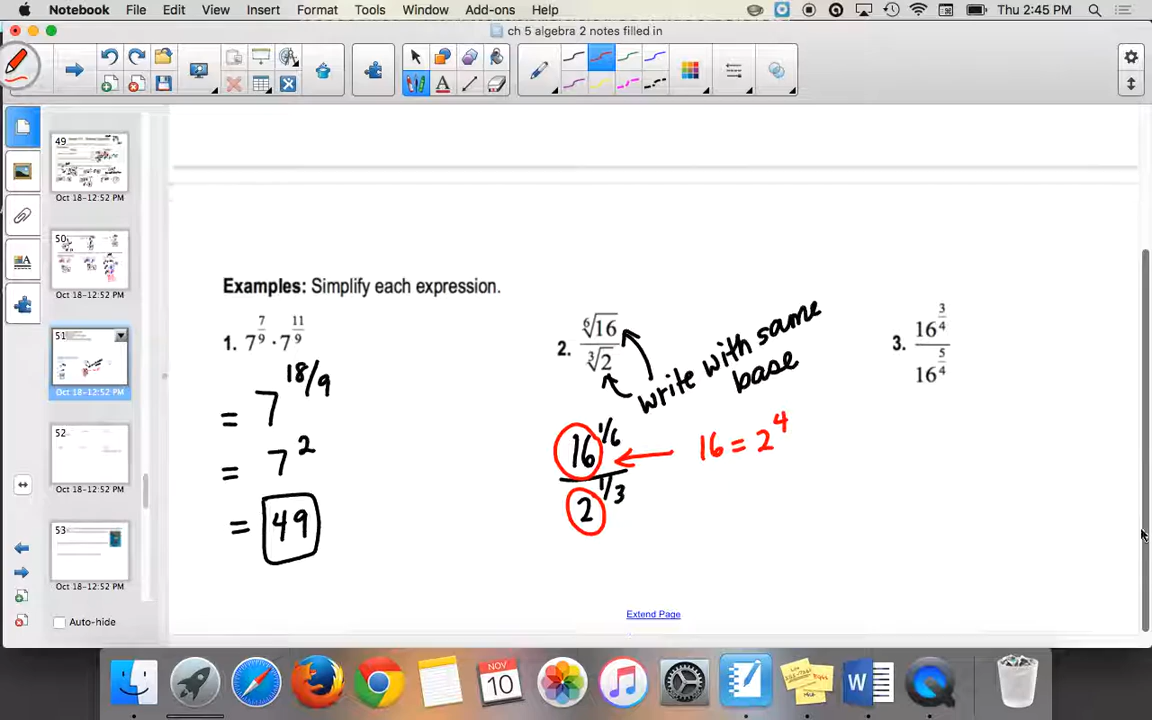 Notebook File Edit View Insert Format Tools Window Add-ons Help Thu 2:45 PM
ch 5 algebra 2 notes filled in
49
Oct 18-12:52 PM
50
Oct 18-12:52 PM
51
Oct 18-12:52 PM
52
Oct 18-12:52 PM
53
Oct 18-12:52 PM
Auto-hide
Examples: Simplify each expression.
1. 7^(7/9) · 7^(11/9)
= 7^(18/9)
= 7^2
= 49
2. ⁶√16 / ³√2
write with same
base
16^(1/6) / 2^(1/3)
16 = 2^4
3. 16^(3/4) / 16^(5/4)
Extend Page
NOV
10
W